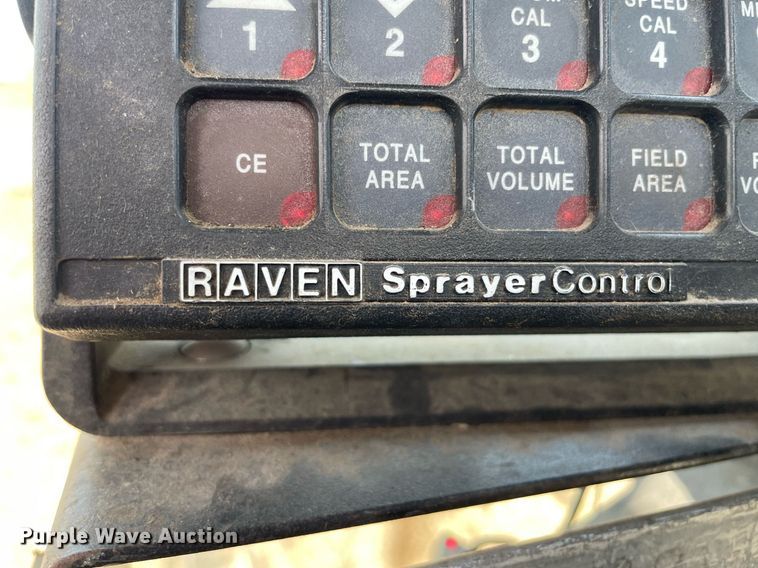 SPEED
CAL
CAL
1
2
3
4
CE
TOTAL
AREA
TOTAL
VOLUME
FIELD
AREA
RAVEN SprayerControl
Purple Wave Auction